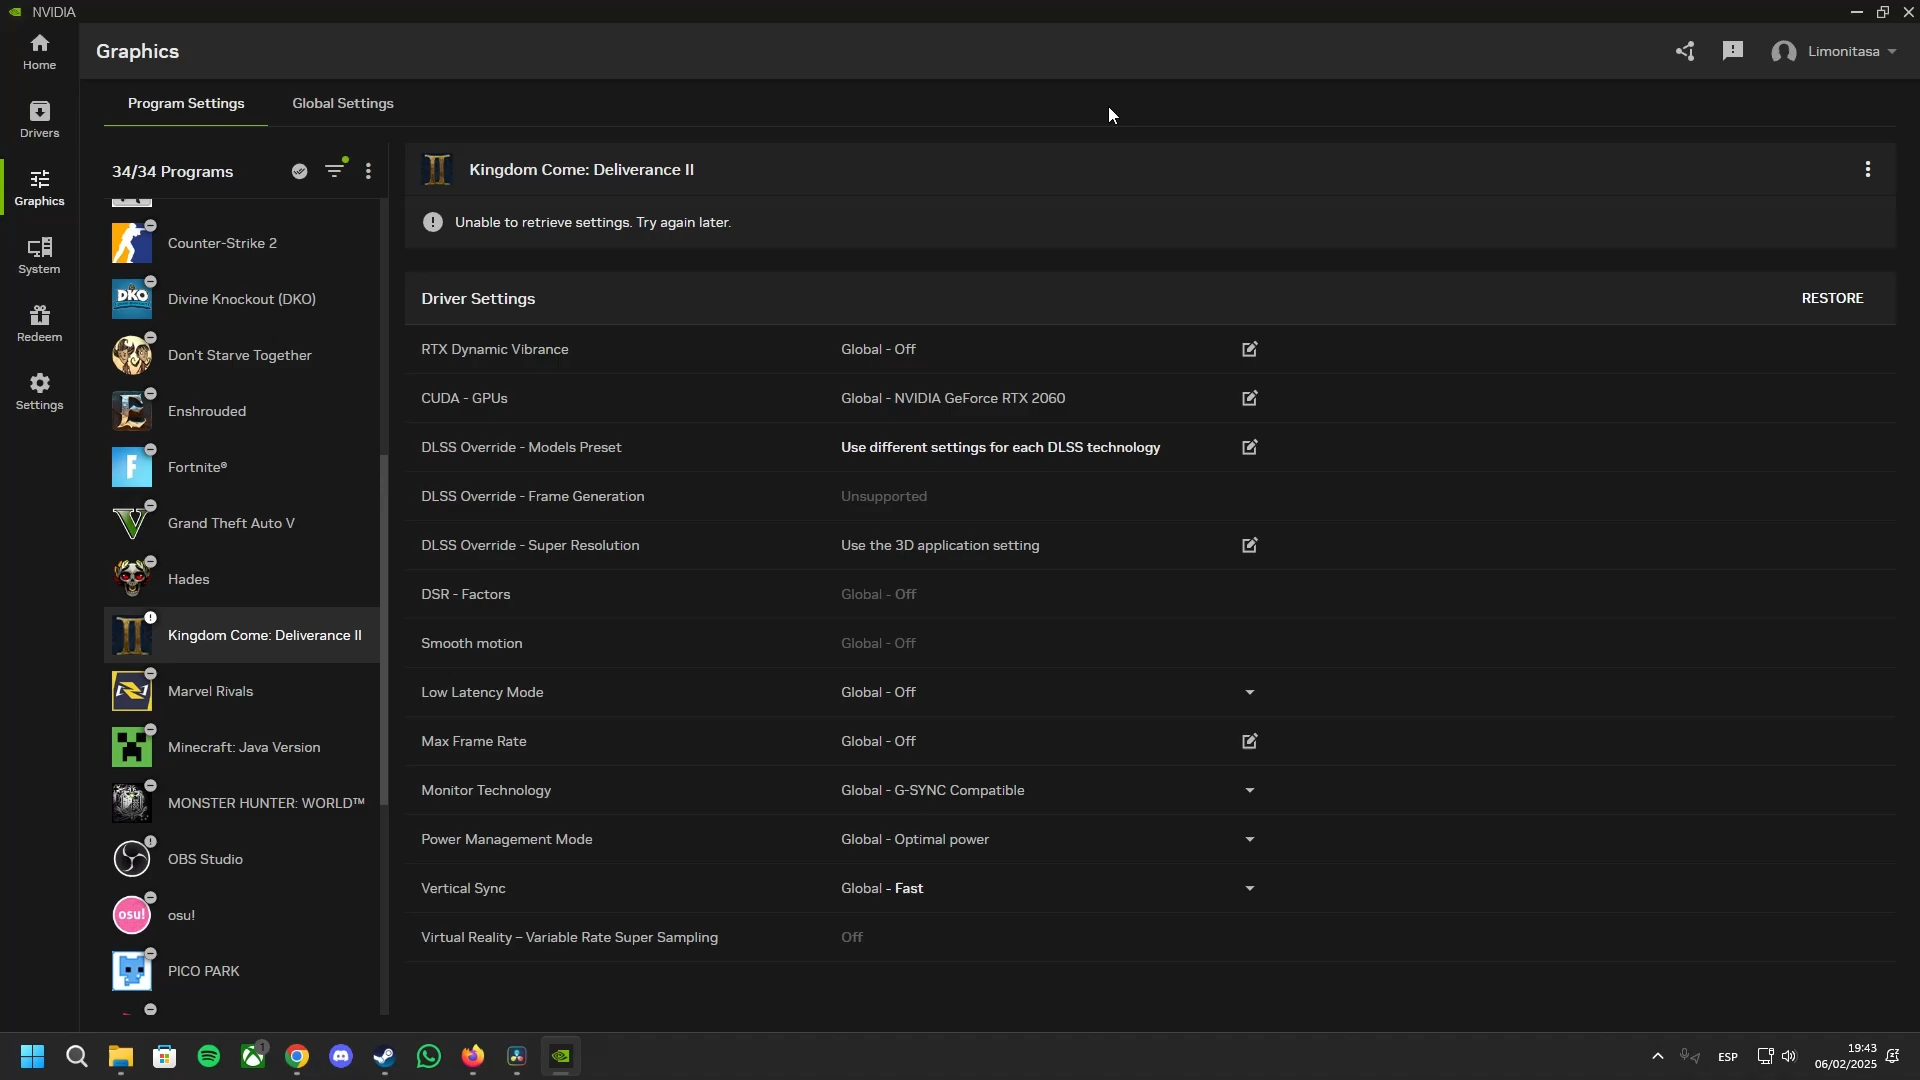 NVIDIA
Home
Graphics
Limonitasa
Program Settings
Global Settings
Drivers
34/34 Programs
Kingdom Come: Deliverance II
Graphics
Unable to retrieve settings. Try again later.
Counter-Strike 2
System
Divine Knockout (DKO)
Driver Settings
RESTORE
Redeem
Don't Starve Together
RTX Dynamic Vibrance
Global - Off
Settings
Enshrouded
CUDA - GPUs
Global - NVIDIA GeForce RTX 2060
Fortnite®
DLSS Override - Models Preset
Use different settings for each DLSS technology
Grand Theft Auto V
DLSS Override - Frame Generation
Unsupported
Hades
DLSS Override - Super Resolution
Use the 3D application setting
DSR - Factors
Global - Off
Kingdom Come: Deliverance II
Smooth motion
Global - Off
Marvel Rivals
Low Latency Mode
Global - Off
Minecraft: Java Version
Max Frame Rate
Global - Off
MONSTER HUNTER: WORLD™
Monitor Technology
Global - G-SYNC Compatible
OBS Studio
Power Management Mode
Global - Optimal power
osu!
osu!
Vertical Sync
Global - Fast
PICO PARK
Virtual Reality – Variable Rate Super Sampling
Off
DKO
1
ESP
19:43
06/02/2025